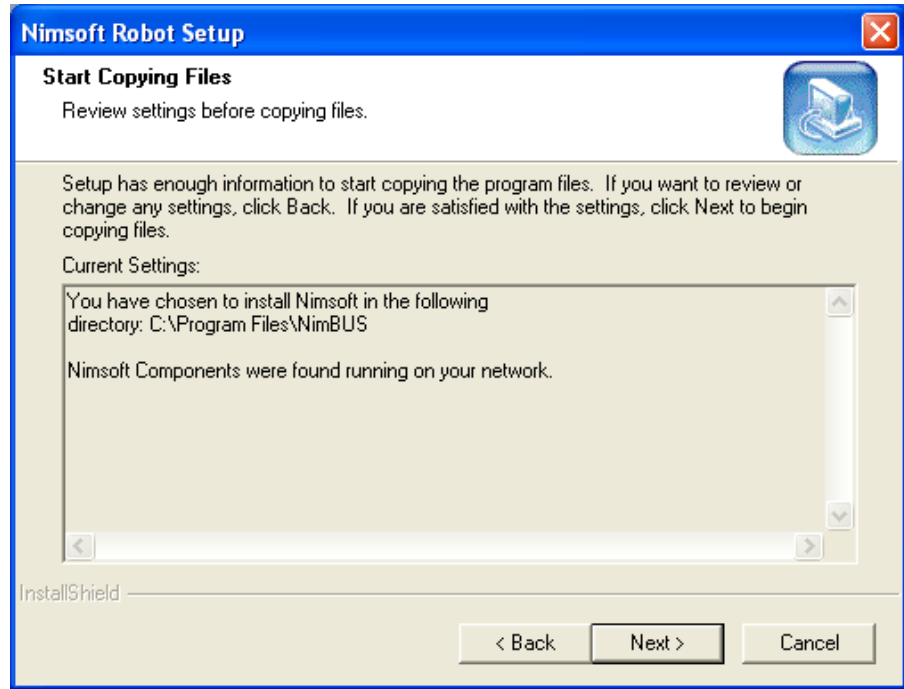 Nimsoft Robot Setup
Start Copying Files
Review settings before copying files.
Setup has enough information to start copying the program files.  If you want to review or
change any settings, click Back.  If you are satisfied with the settings, click Next to begin
copying files.
Current Settings:
You have chosen to install Nimsoft in the following
directory: C:\Program Files\NimBUS
Nimsoft Components were found running on your network.
InstallShield
< Back
Next >
Cancel